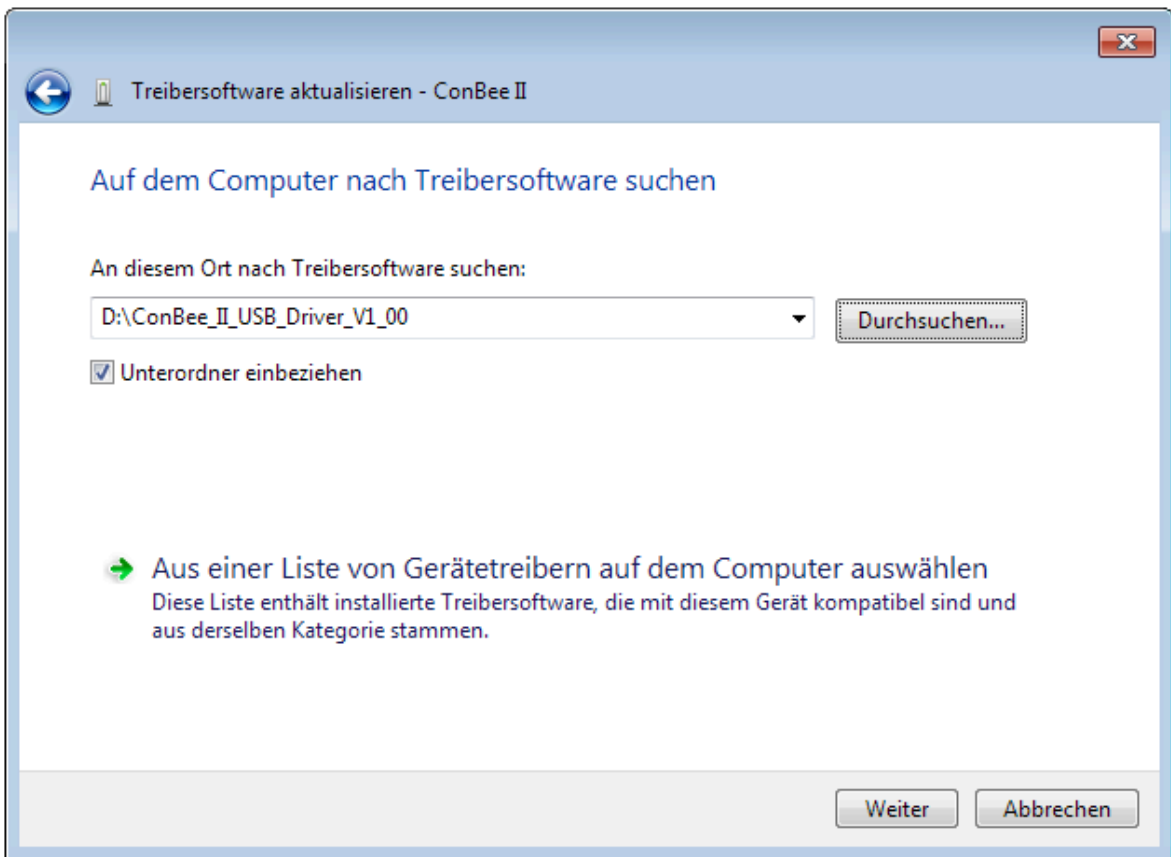 Treibersoftware aktualisieren - ConBee II
Auf dem Computer nach Treibersoftware suchen
An diesem Ort nach Treibersoftware suchen:
D:\ConBee_II_USB_Driver_V1_00
Durchsuchen...
Unterordner einbeziehen
Aus einer Liste von Gerätetreibern auf dem Computer auswählen
Diese Liste enthält installierte Treibersoftware, die mit diesem Gerät kompatibel sind und
aus derselben Kategorie stammen.
Weiter
Abbrechen